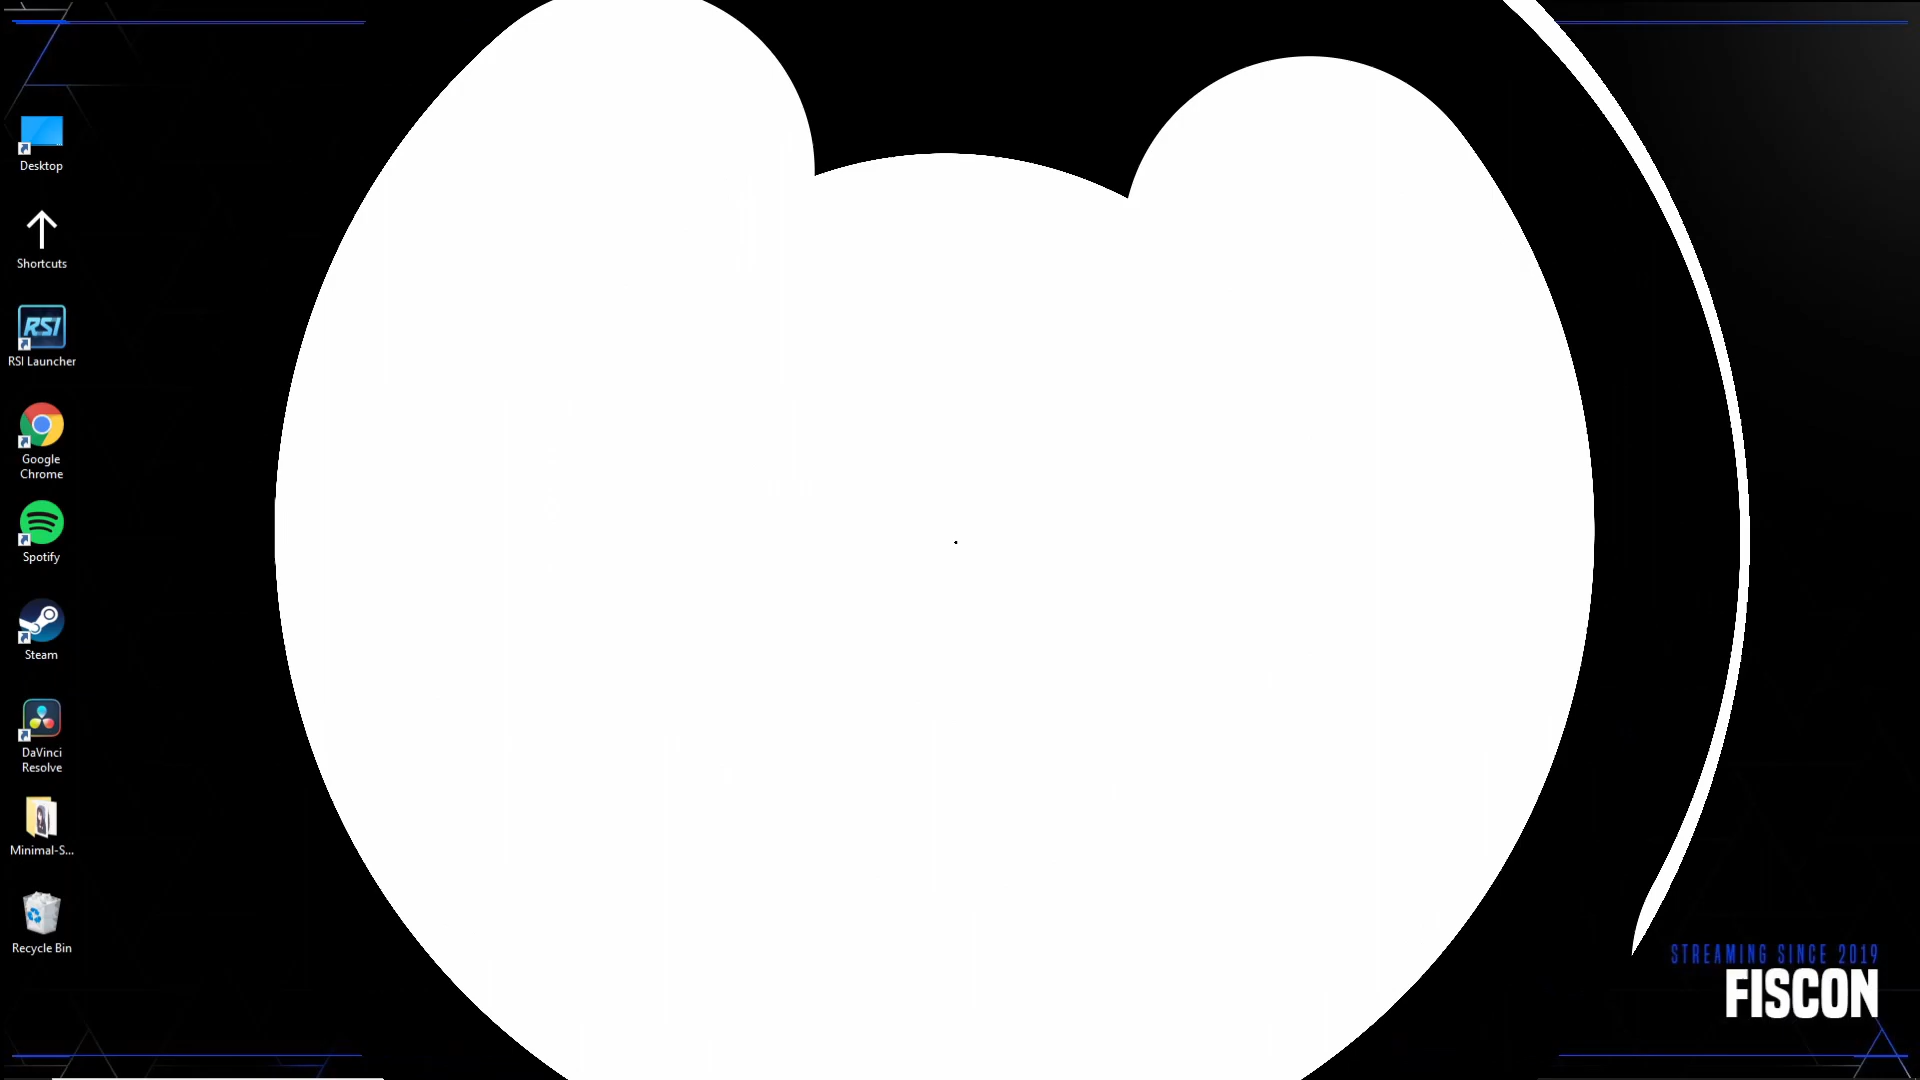 Desktop
Shortcuts
RSI
RSI Launcher
Google
Chrome
Spotify
Steam
DaVinci
Resolve
Minimal-S...
Recycle Bin
STREAMING SINCE 2019
FISCON